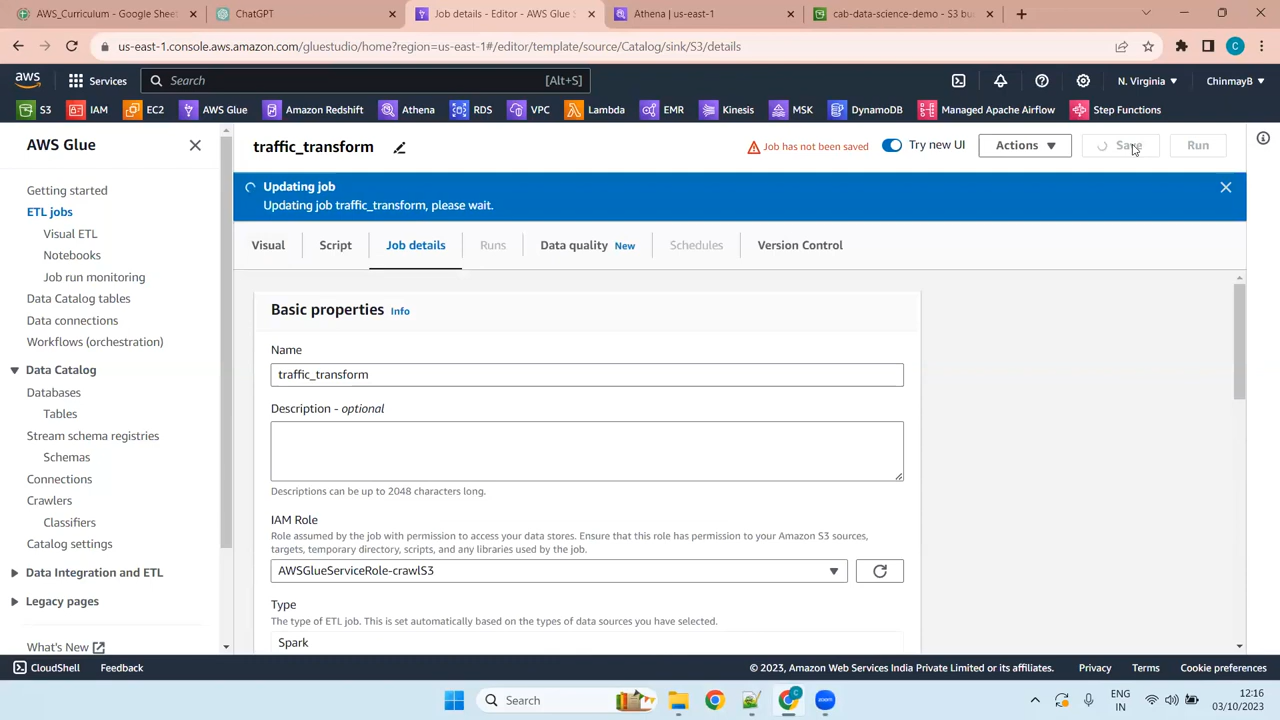 AWS_Curriculum - Google Sheet
ChatGPT
Job details - Editor - AWS Glue S
Athena | us-east-1
cab-data-science-demo - S3 bu
us-east-1.console.aws.amazon.com/gluestudio/home?region=us-east-1#/editor/template/source/Catalog/sink/S3/details
C
aws
Services
Search
[Alt+S]
N. Virginia
ChinmayB
S3
IAM
EC2
AWS Glue
Amazon Redshift
Athena
RDS
VPC
Lambda
EMR
Kinesis
MSK
DynamoDB
Managed Apache Airflow
Step Functions
AWS Glue
Getting started
ETL jobs
Visual ETL
Notebooks
Job run monitoring
Data Catalog tables
Data connections
Workflows (orchestration)
Data Catalog
Databases
Tables
Stream schema registries
Schemas
Connections
Crawlers
Classifiers
Catalog settings
Data Integration and ETL
Legacy pages
What's New
traffic_transform
Job has not been saved
Try new UI
Actions
Save
Run
Updating job
Updating job traffic_transform, please wait.
Visual
Script
Job details
Runs
Data quality New
Schedules
Version Control
Basic properties Info
Name
traffic_transform
Description - optional
Descriptions can be up to 2048 characters long.
IAM Role
Role assumed by the job with permission to access your data stores. Ensure that this role has permission to your Amazon S3 sources,
targets, temporary directory, scripts, and any libraries used by the job.
AWSGlueServiceRole-crawlS3
Type
The type of ETL job. This is set automatically based on the types of data sources you have selected.
Spark
CloudShell
Feedback
© 2023, Amazon Web Services India Private Limited or its affiliates.
Privacy
Terms
Cookie preferences
Search
zoom
ENG
IN
12:16
03/10/2023